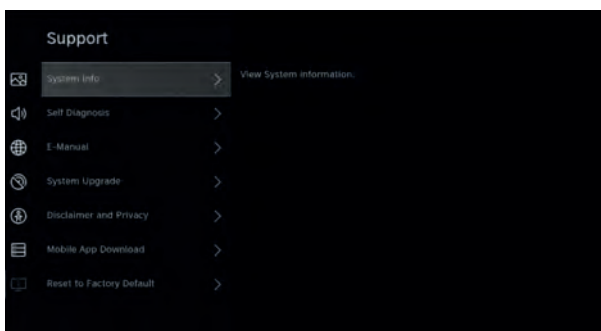 Support
System Info
View System information.
Self Diagnosis
E-Manual
System Upgrade
Disclaimer and Privacy
Mobile App Download
Reset to Factory Default